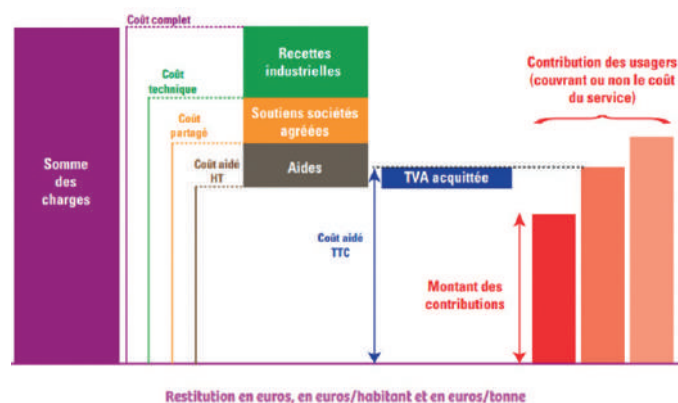 Coût complet
Recettes
industrielles
Contribution des usagers
(couvrant ou non le coût
du service)
Coût
technique
Soutiens sociétés
agréées
Coût
partagé
Somme
des
charges
Coût aidé
HT
Aides
TVA acquittée
Coût aidé
TTC
Montant des
contributions
Restitution en euros, en euros/habitant et en euros/tonne